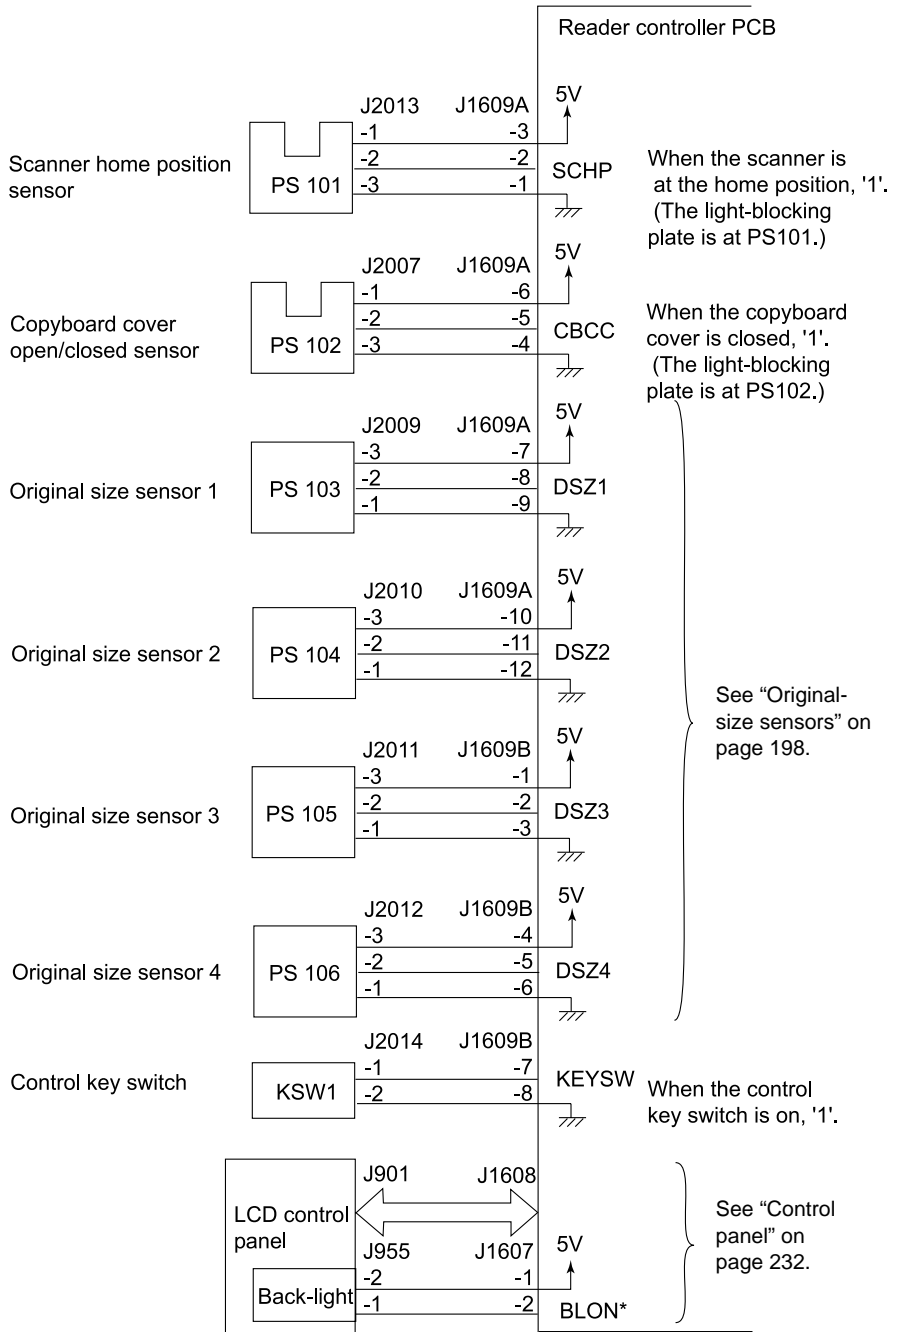 Reader controller PCB
5V
J2013 J1609A
-1 -3
Scanner home position
sensor
PS 101
-2 -2
SCHP
-3 -1
When the scanner is
at the home position, '1'.
(The light-blocking
plate is at PS101.)
5V
J2007 J1609A
-1 -6
Copyboard cover
open/closed sensor
PS 102
-2 -5
CBCC
-3 -4
When the copyboard
cover is closed, '1'.
(The light-blocking
plate is at PS102.)
5V
J2009 J1609A
-3 -7
Original size sensor 1
PS 103
-2 -8
DSZ1
-1 -9
5V
J2010 J1609A
-3 -10
Original size sensor 2
PS 104
-2 -11
DSZ2
-1 -12
See “Original-
size sensors” on
page 198.
5V
J2011 J1609B
-3 -1
Original size sensor 3
PS 105
-2 -2
DSZ3
-1 -3
5V
J2012 J1609B
-3 -4
Original size sensor 4
PS 106
-2 -5
DSZ4
-1 -6
J2014 J1609B
Control key switch
KSW1
-1 -7
KEYSW
-2 -8
When the control
key switch is on, '1'.
J901 J1608
LCD control
panel
See “Control
panel” on
page 232.
J955 J1607
5V
-2 -1
Back-light
-1 -2
BLON*